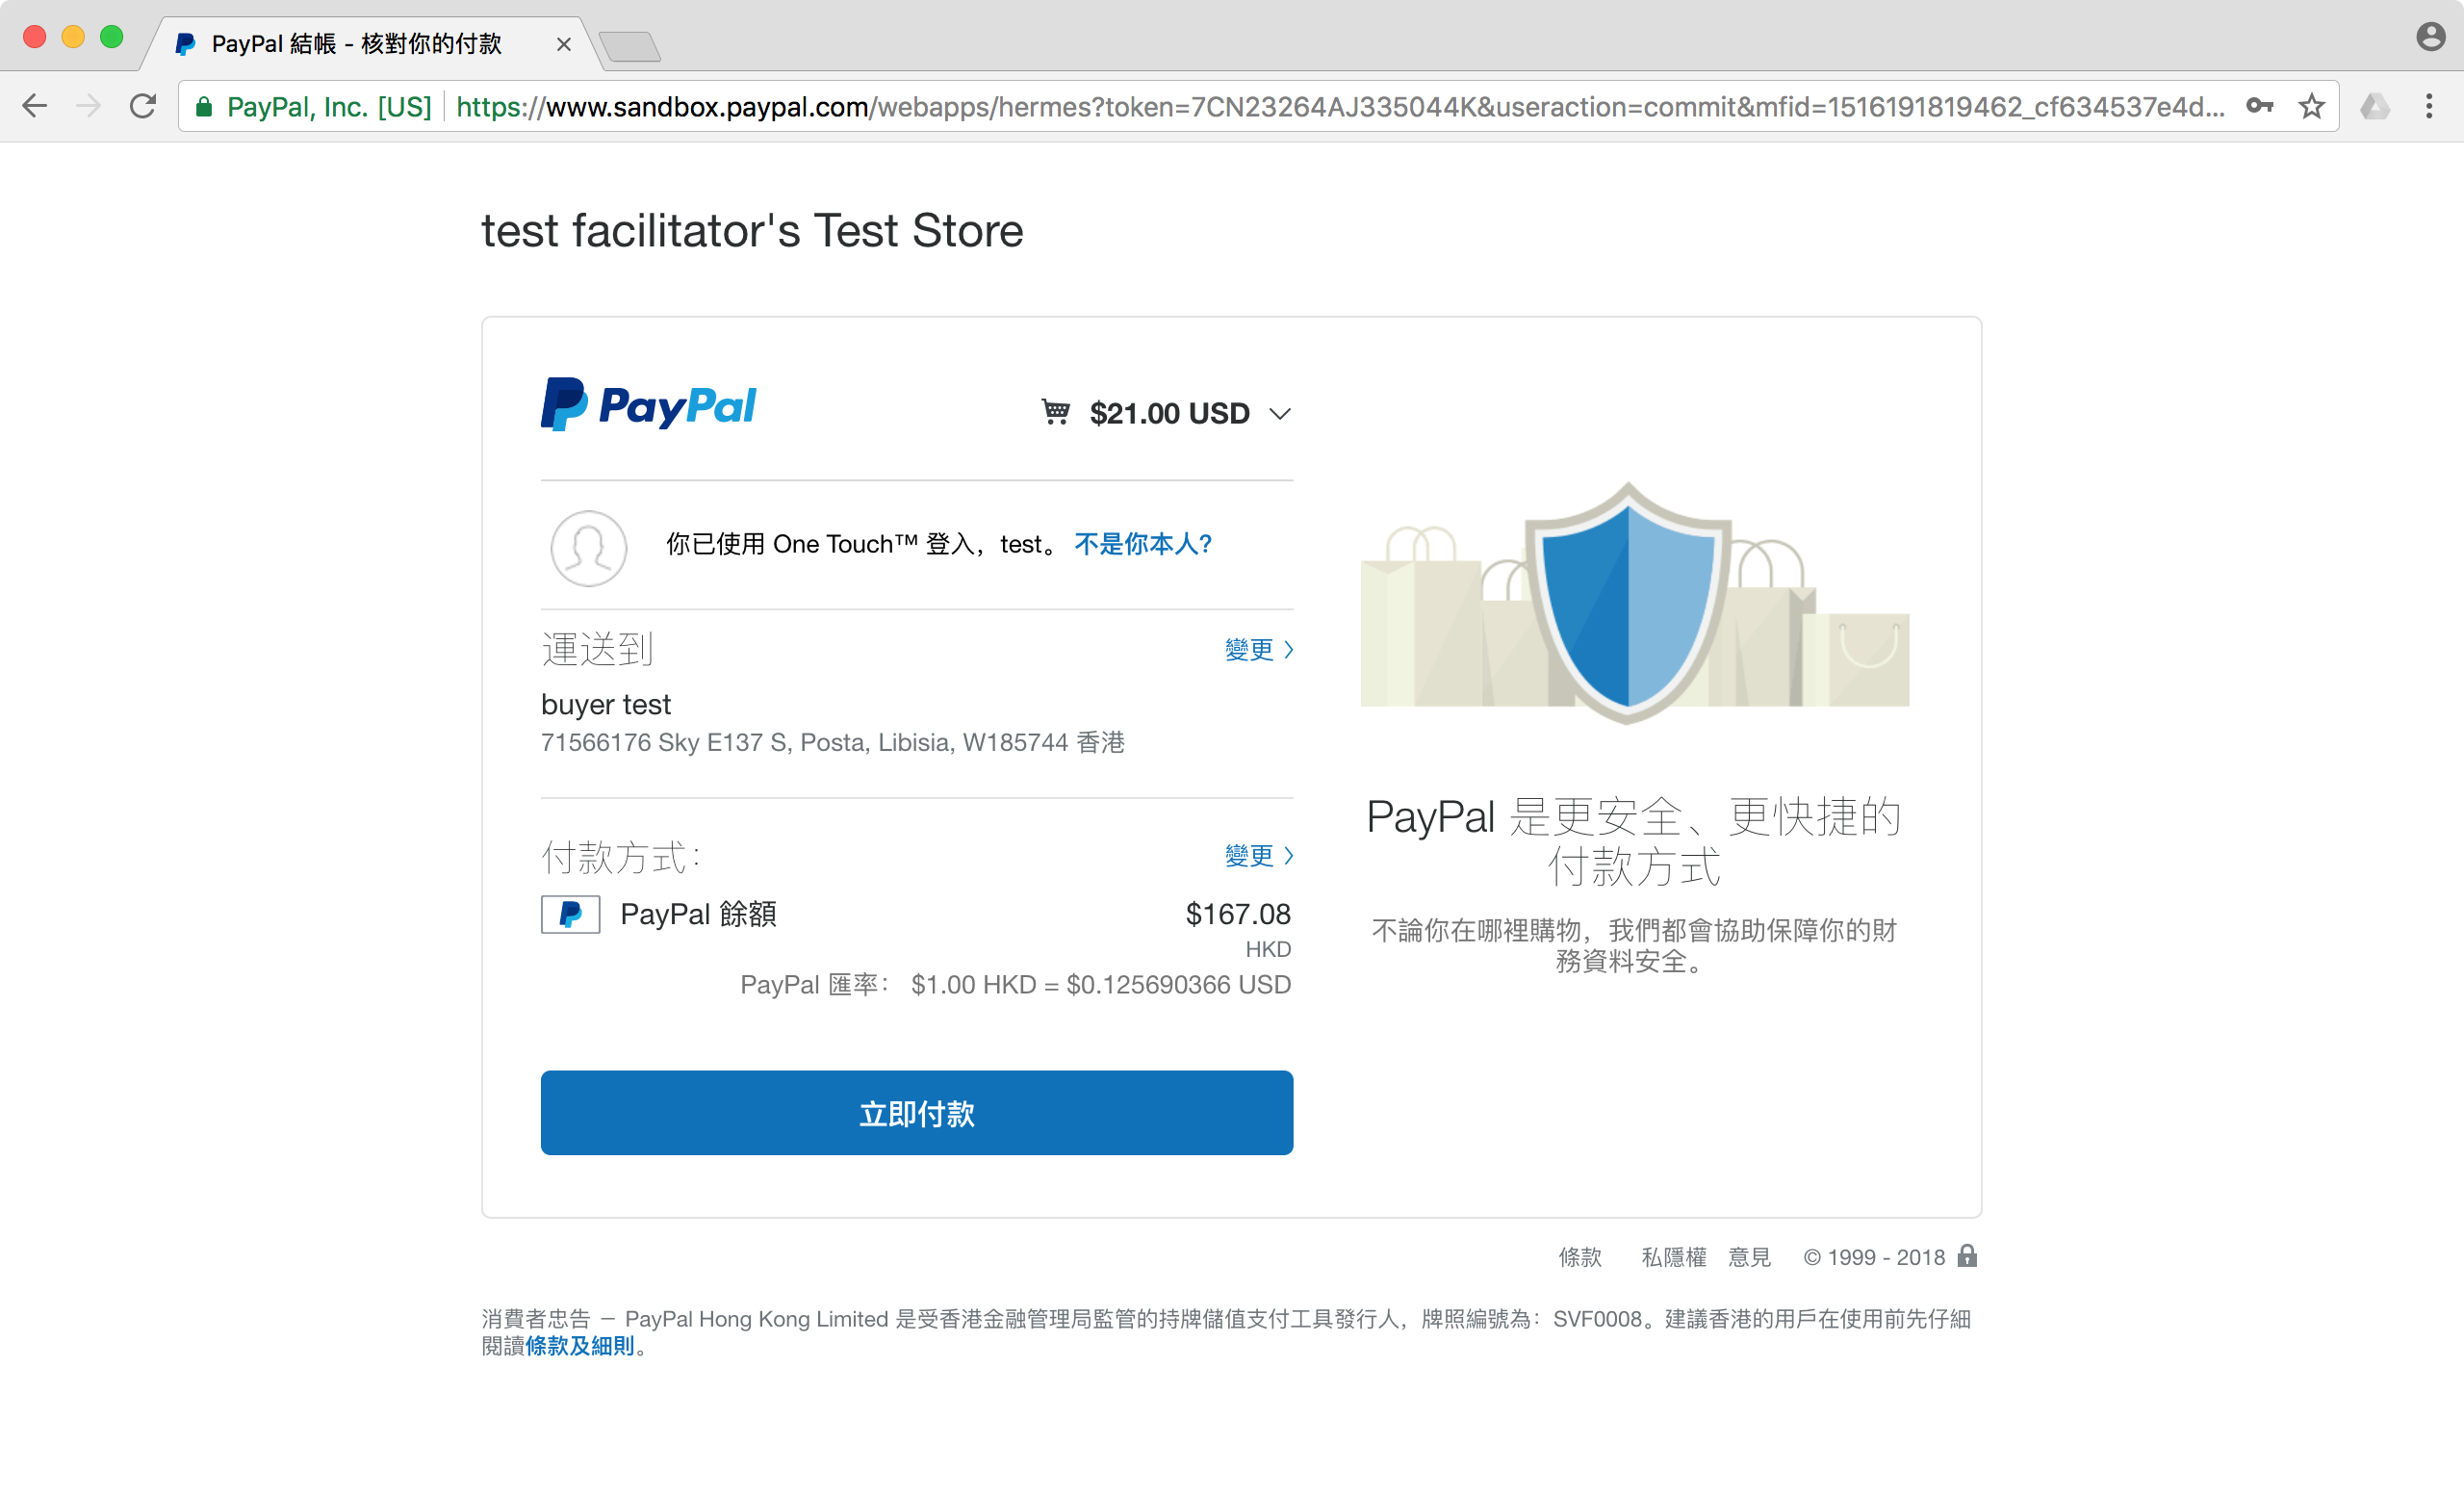 PayPal 結帳 - 核對你的付款
PayPal, Inc. [US] https://www.sandbox.paypal.com/webapps/hermes?token=7CN23264AJ335044K&useraction=commit&mfid=1516191819462_cf634537e4d...
test facilitator's Test Store
PayPal
$21.00 USD
你已使用 One Touch™ 登入，test。 不是你本人?
運送到
變更
buyer test
71566176 Sky E137 S, Posta, Libisia, W185744 香港
付款方式：
變更
PayPal 餘額
$167.08
HKD
PayPal 匯率： $1.00 HKD = $0.125690366 USD
立即付款
PayPal 是更安全、更快捷的
付款方式
不論你在哪裡購物，我們都會協助保障你的財
務資料安全。
條款 私隱權 意見 © 1999 - 2018
消費者忠告 － PayPal Hong Kong Limited 是受香港金融管理局監管的持牌儲值支付工具發行人，牌照編號為：SVF0008。建議香港的用戶在使用前先仔細
閱讀條款及細則。